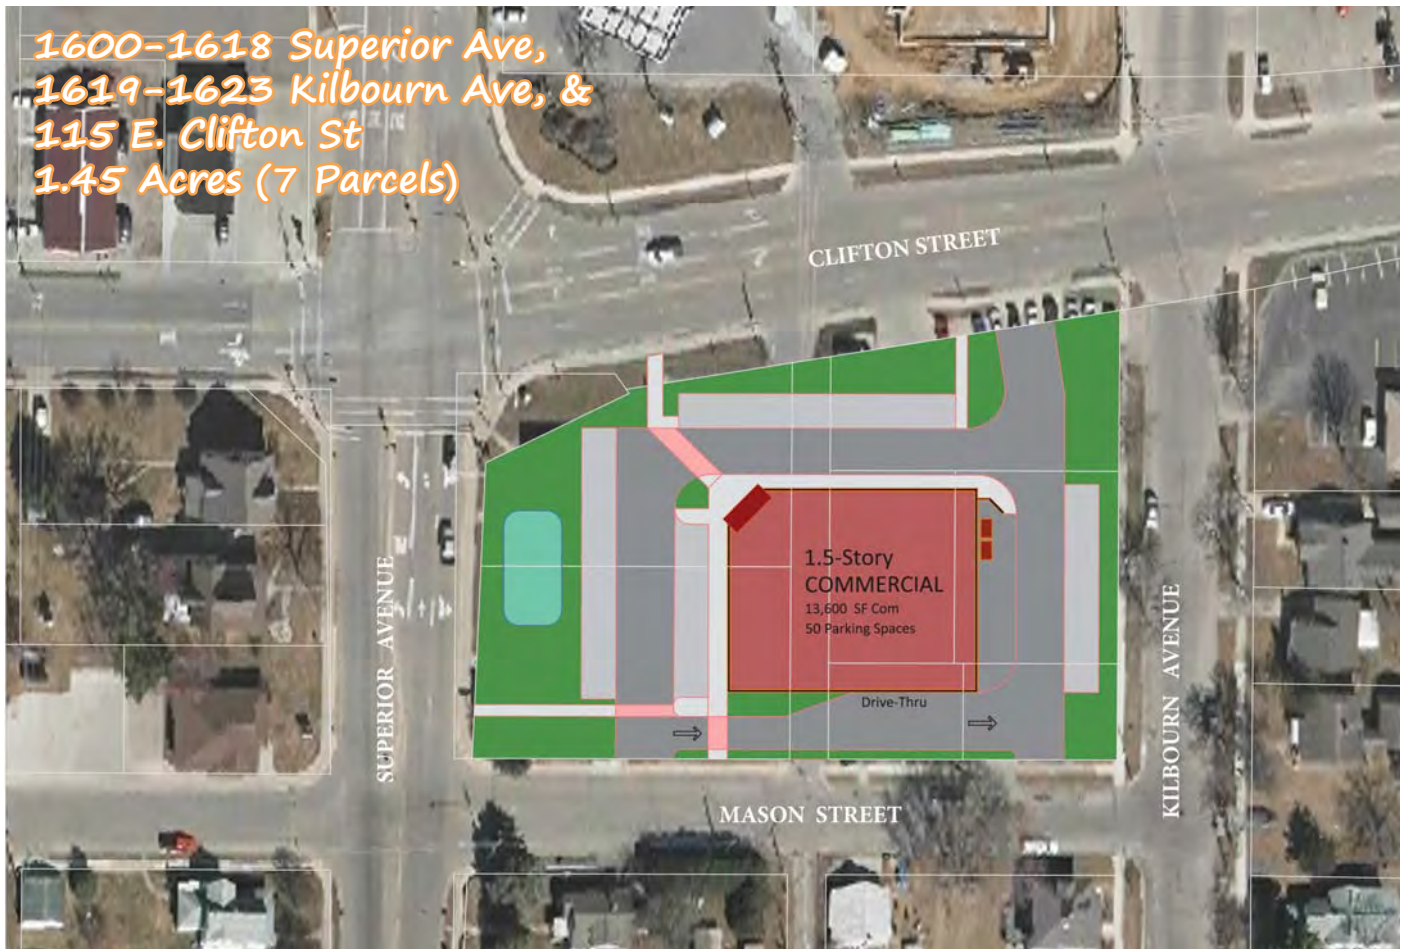 1600-1618 Superior Ave,
1619-1623 Kilbourn Ave, &
115 E. Clifton St
1.45 Acres (7 Parcels)
CLIFTON STREET
SUPERIOR AVENUE
1.5-Story
COMMERCIAL
13,600 SF Com
50 Parking Spaces
Drive-Thru
KILBOURN AVENUE
MASON STREET